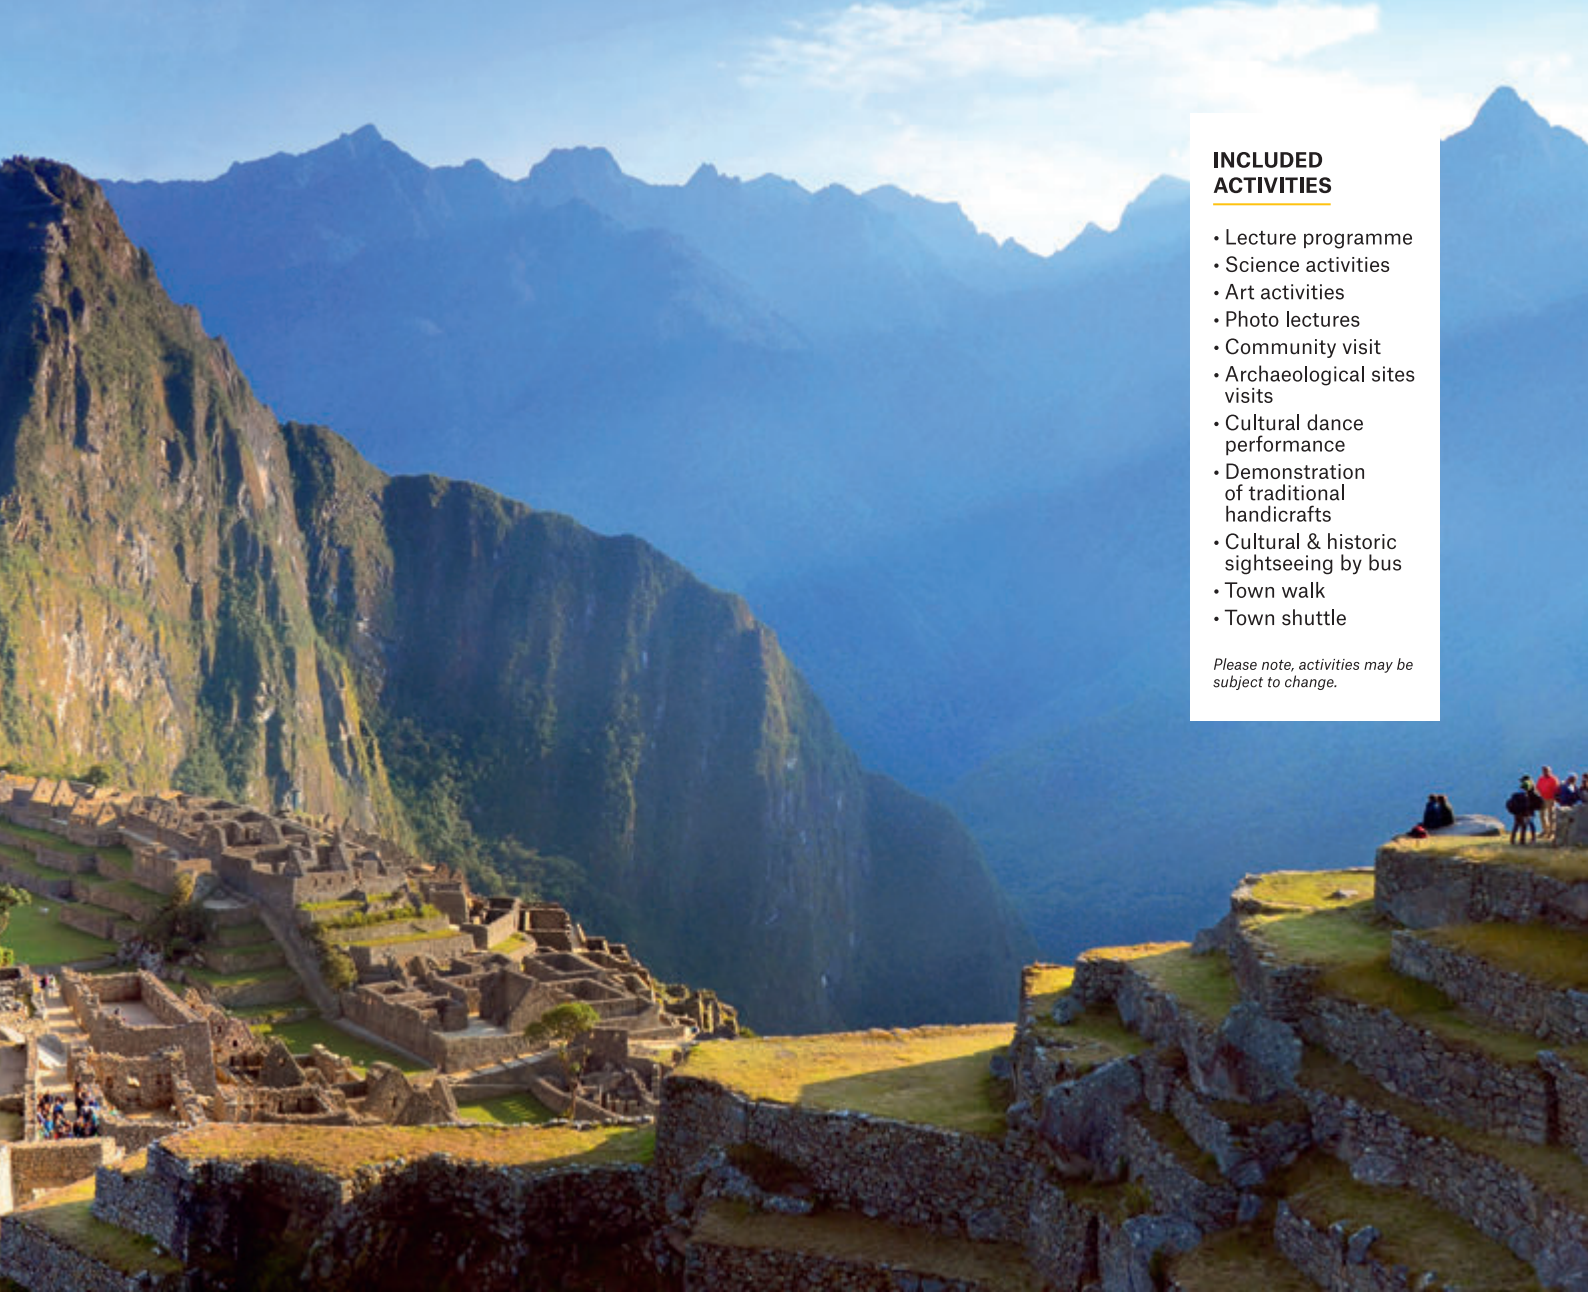 INCLUDED
ACTIVITIES
• Lecture programme
• Science activities
• Art activities
• Photo lectures
• Community visit
• Archaeological sites
visits
• Cultural dance
performance
• Demonstration
of traditional
handicrafts
• Cultural & historic
sightseeing by bus
• Town walk
• Town shuttle
Please note, activities may be
subject to change.